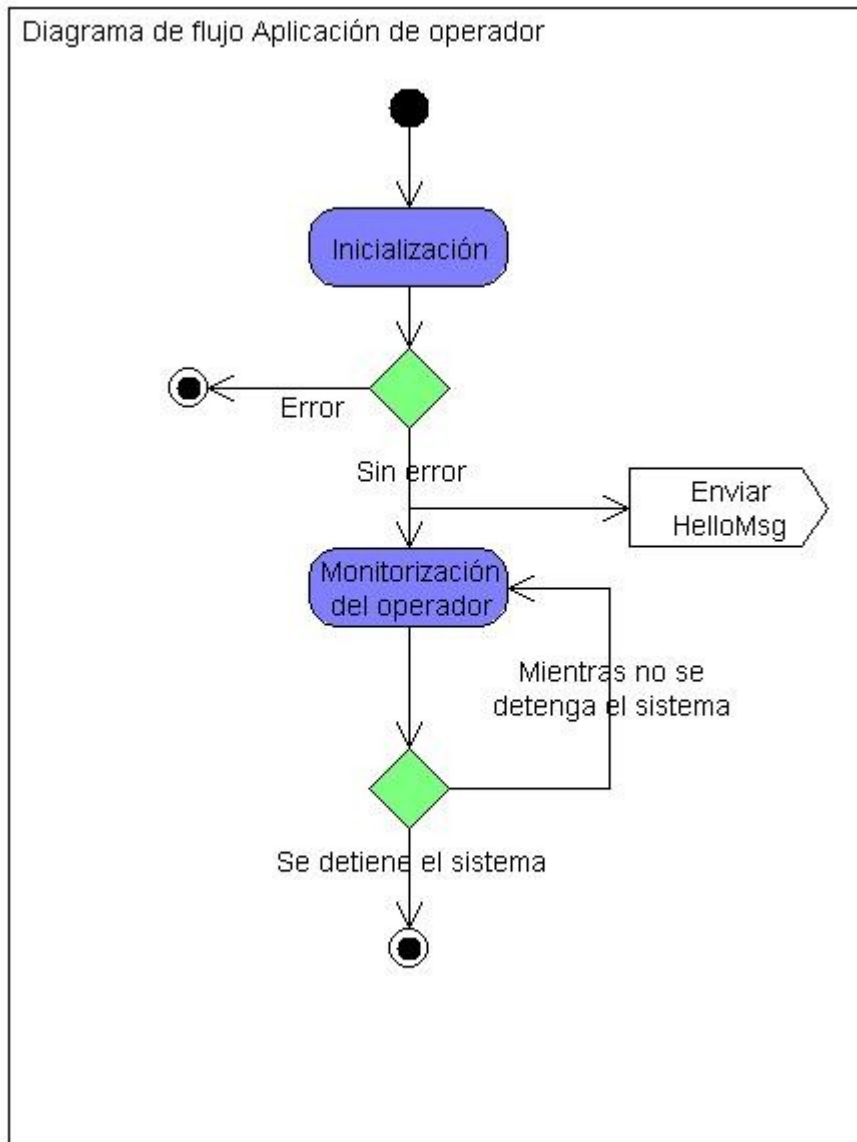 Diagrama de flujo Aplicación de operador
Inicialización
Error
Sin error
Enviar
HelloMsg
Monitorización
del operador
Mientras no se
detenga el sistema
Se detiene el sistema